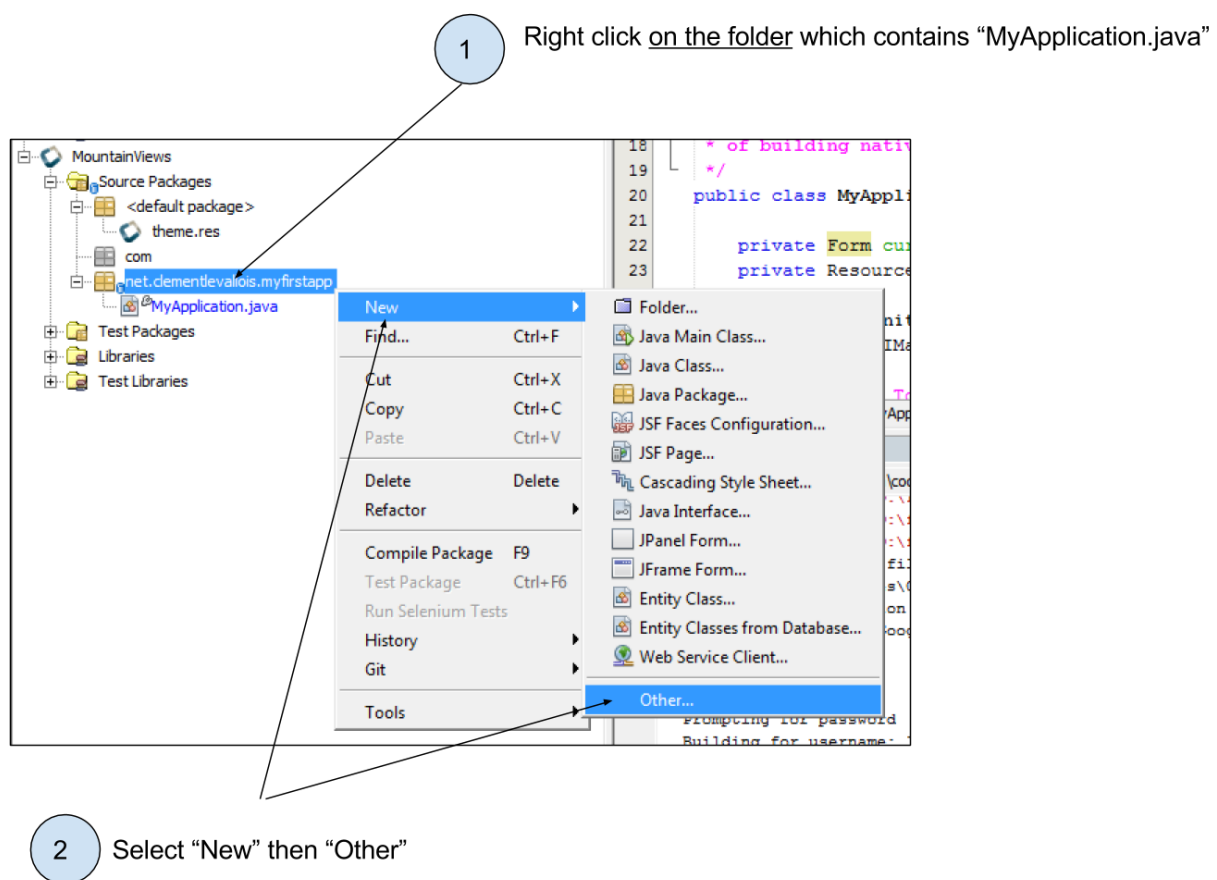 1
Right click on the folder which contains “MyApplication.java”
MountainViews
Source Packages
<default package>
theme.res
com
net.clementlevallois.myfirstapp
MyApplication.java
Test Packages
Libraries
Test Libraries
18 * of building nativ
19 */
20 public class MyAppli
21
22 private Form cur
23 private Resource
New
Find... Ctrl+F
Cut Ctrl+X
Copy Ctrl+C
Paste Ctrl+V
Delete Delete
Refactor
Compile Package F9
Test Package Ctrl+F6
Run Selenium Tests
History
Git
Tools
Folder...
Java Main Class...
Java Class...
Java Package...
JSF Faces Configuration...
JSF Page...
Cascading Style Sheet...
Java Interface...
JPanel Form...
JFrame Form...
Entity Class...
Entity Classes from Database...
Web Service Client...
Other...
Prompting for password
Building for username:
2
Select “New” then “Other”